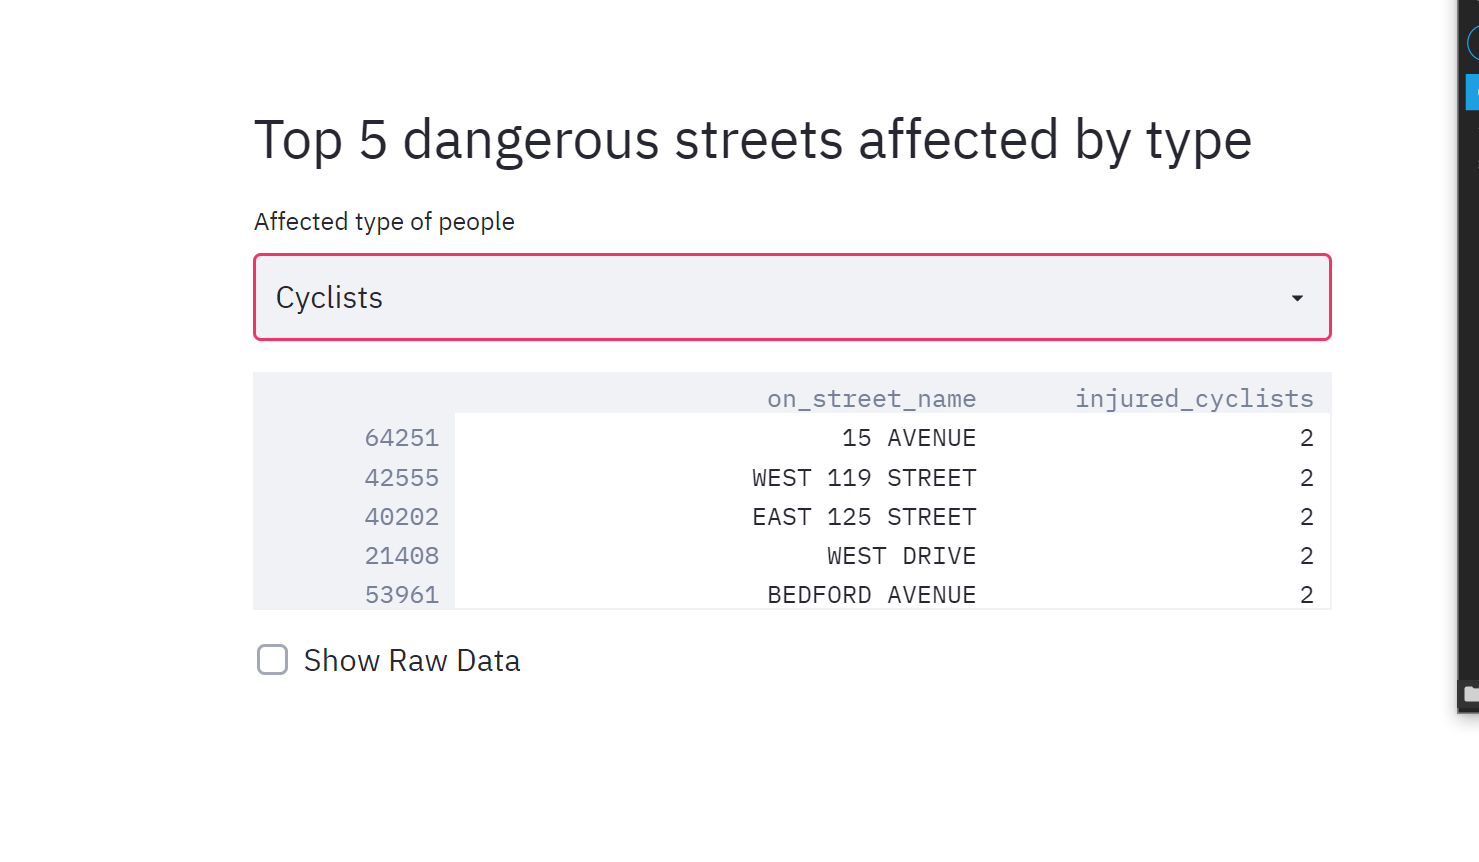 Top 5 dangerous streets affected by type
Affected type of people
Cyclists
on_street_name injured_cyclists
64251 15 AVENUE 2
42555 WEST 119 STREET 2
40202 EAST 125 STREET 2
21408 WEST DRIVE 2
53961 BEDFORD AVENUE 2
Show Raw Data